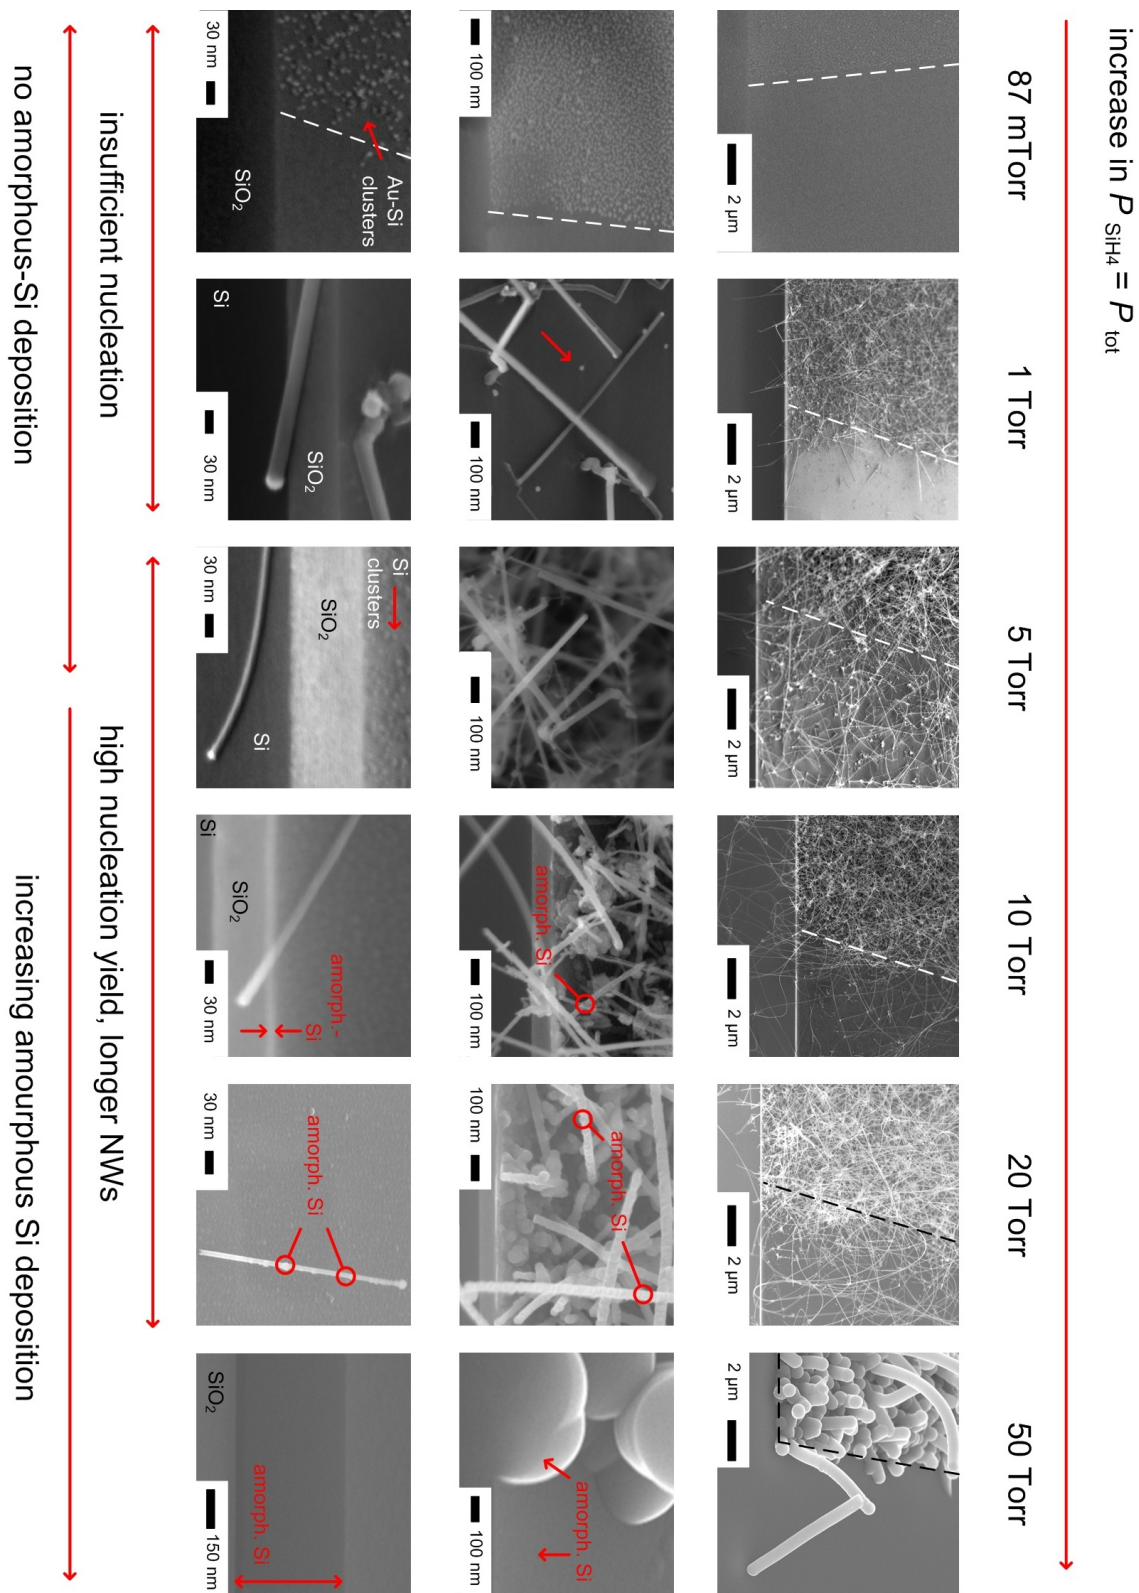 increase in P SiH4 = P tot
87 mTorr
1 Torr
5 Torr
10 Torr
20 Torr
50 Torr
2 μm
2 μm
2 μm
2 μm
2 μm
2 μm
100 nm
100 nm
100 nm
amorph. Si
100 nm
amorph. Si
100 nm
amorph. Si
100 nm
Au-Si
clusters
SiO2
30 nm
SiO2
Si
30 nm
Si
clusters
SiO2
Si
30 nm
amorph.-
Si
SiO2
Si
30 nm
amorph. Si
30 nm
amorph. Si
SiO2
150 nm
insufficient nucleation
high nucleation yield, longer NWs
no amorphous-Si deposition
increasing amourphous Si deposition